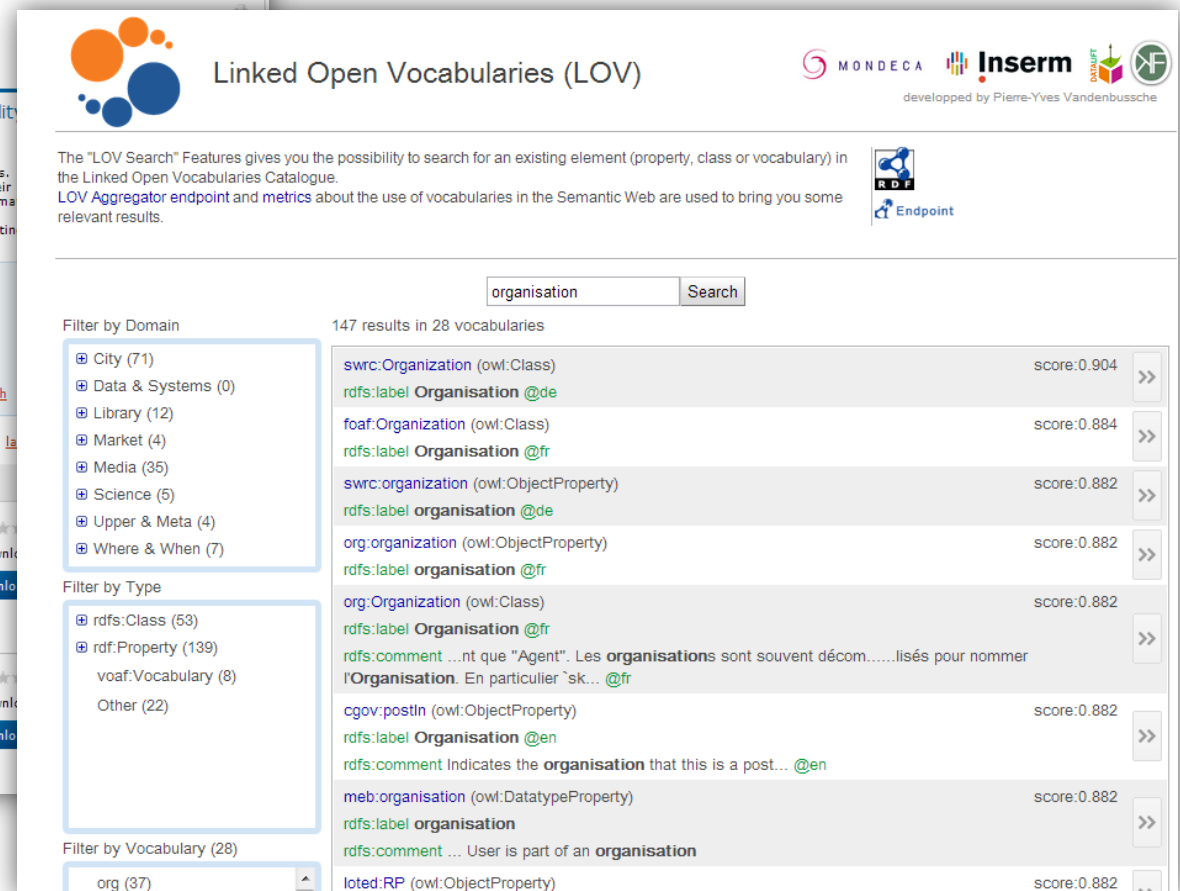 Linked Open Vocabularies (LOV)
MONDECA
Inserm
DATALIFT
developped by Pierre-Yves Vandenbussche
The "LOV Search" Features gives you the possibility to search for an existing element (property, class or vocabulary) in
the Linked Open Vocabularies Catalogue.
LOV Aggregator endpoint and metrics about the use of vocabularies in the Semantic Web are used to bring you some
relevant results.
RDF
Endpoint
organisation Search
Filter by Domain
City (71)
Data & Systems (0)
Library (12)
Market (4)
Media (35)
Science (5)
Upper & Meta (4)
Where & When (7)
Filter by Type
rdfs:Class (53)
rdf:Property (139)
voaf:Vocabulary (8)
Other (22)
Filter by Vocabulary (28)
org (37)
147 results in 28 vocabularies
swrc:Organization (owl:Class) score:0.904 >>
rdfs:label Organisation @de
foaf:Organization (owl:Class) score:0.884 >>
rdfs:label Organisation @fr
swrc:organization (owl:ObjectProperty) score:0.882 >>
rdfs:label organisation @de
org:organization (owl:ObjectProperty) score:0.882 >>
rdfs:label organisation @fr
org:Organization (owl:Class) score:0.882 >>
rdfs:label Organisation @fr
rdfs:comment ...nt que "Agent". Les organisations sont souvent décom......lisés pour nommer
l'Organisation. En particulier `sk... @fr
cgov:postIn (owl:ObjectProperty) score:0.882 >>
rdfs:label Organisation @en
rdfs:comment Indicates the organisation that this is a post... @en
meb:organisation (owl:DatatypeProperty) score:0.882 >>
rdfs:label organisation
rdfs:comment ... User is part of an organisation
loted:RP (owl:ObjectProperty) score:0.882